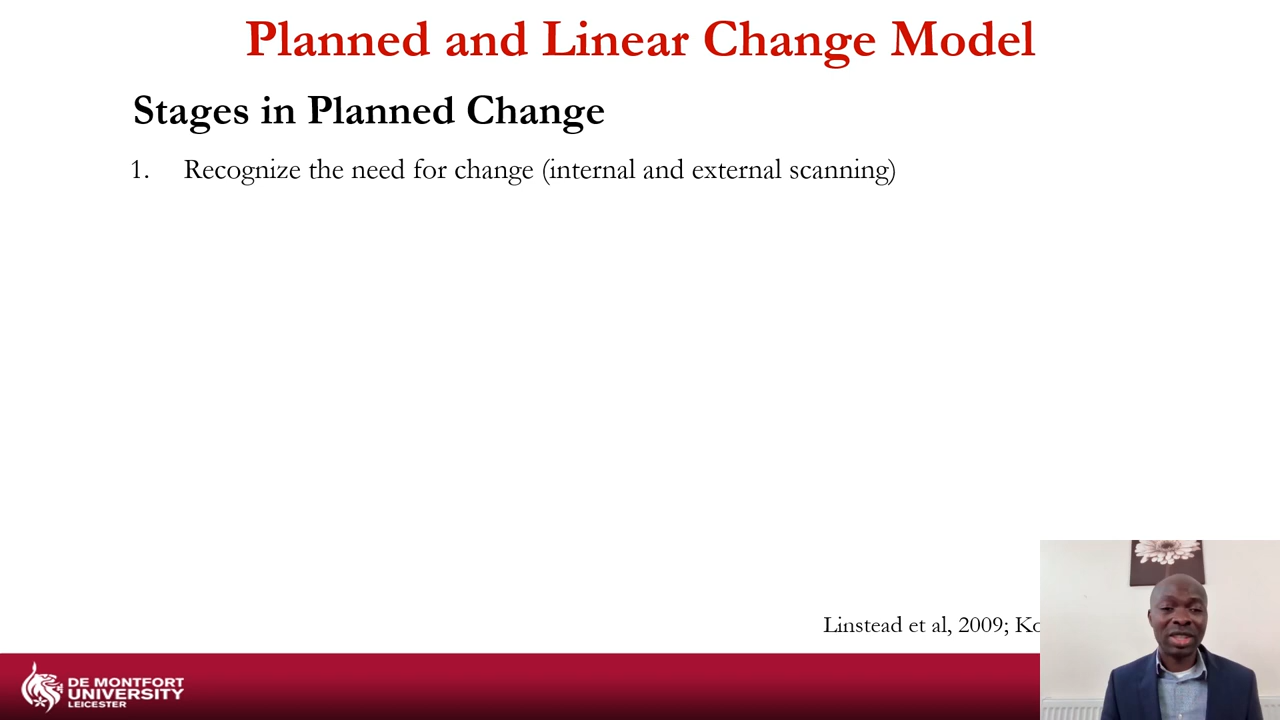 Planned and Linear Change Model
Stages in Planned Change
1. Recognize the need for change (internal and external scanning)
Linstead et al, 2009;
DE MONTFORT
UNIVERSITY
LEICESTER